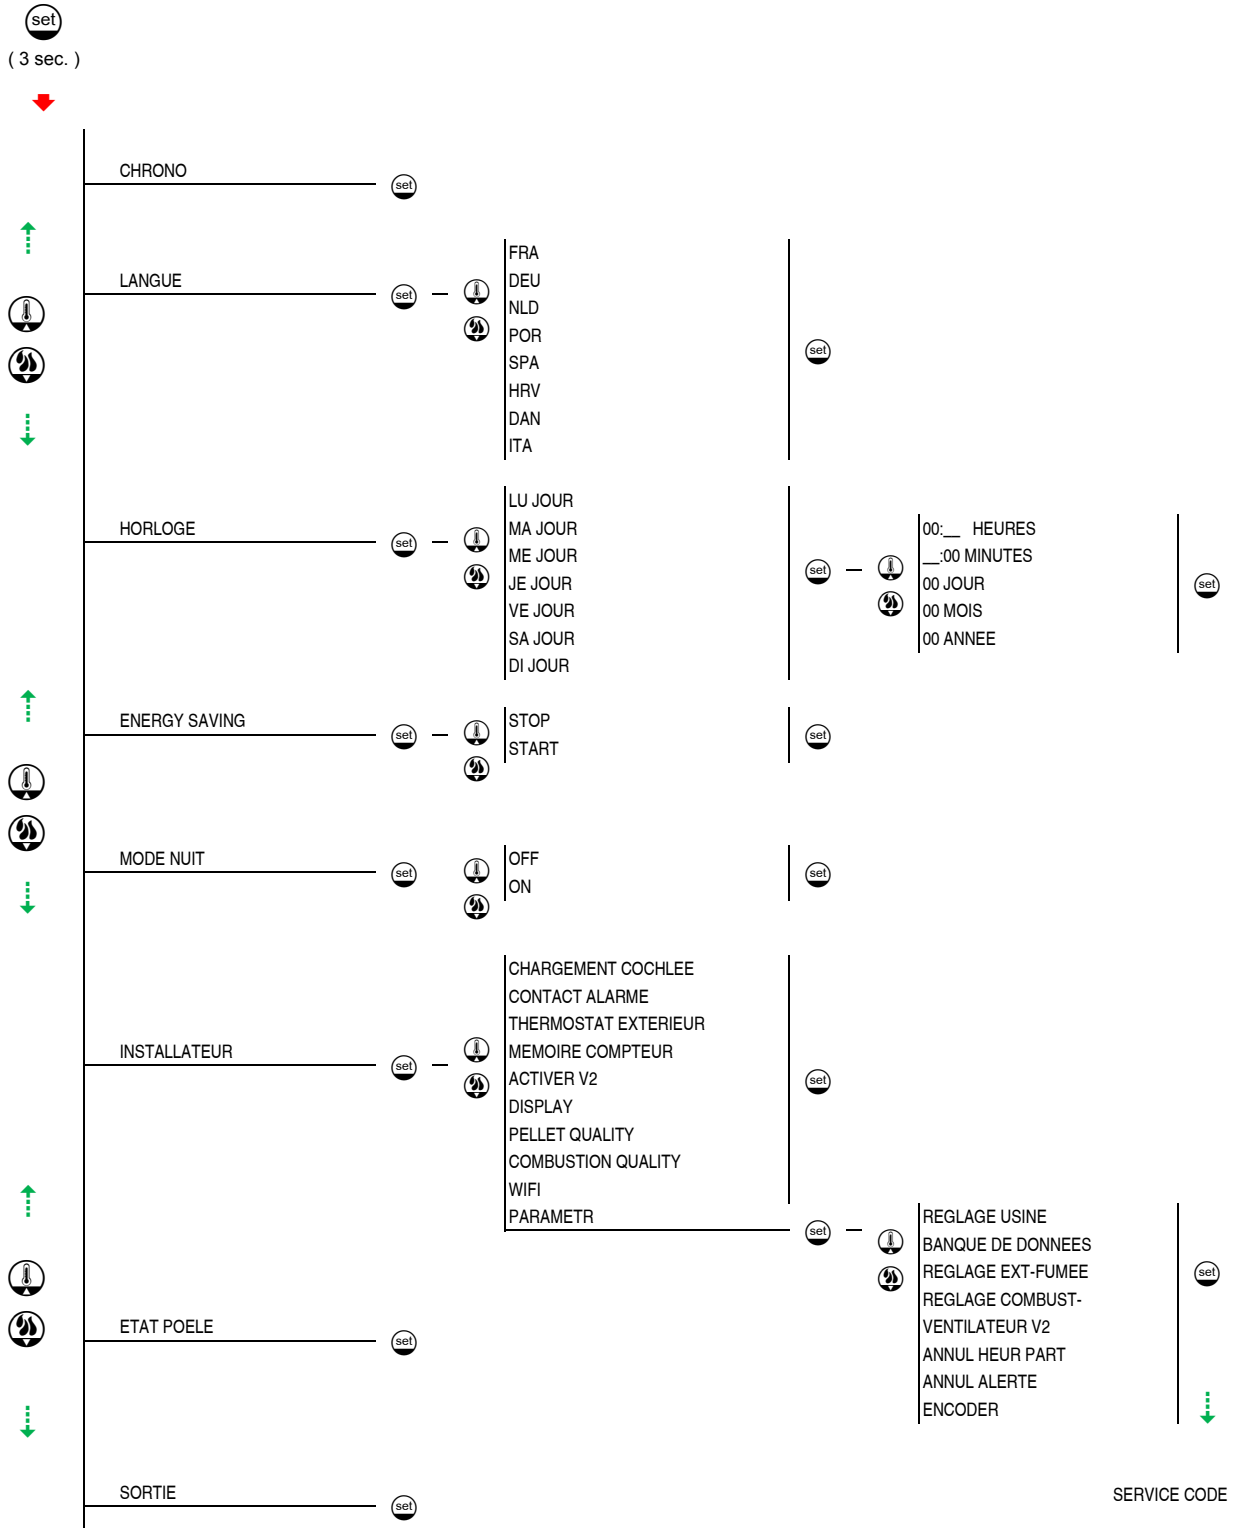 set
( 3 sec. )
CHRONO
set
LANGUE
set
FRA
DEU
NLD
POR
SPA
HRV
DAN
ITA
set
HORLOGE
set
LU JOUR
MA JOUR
ME JOUR
JE JOUR
VE JOUR
SA JOUR
DI JOUR
set
00:__ HEURES
__:00 MINUTES
00 JOUR
00 MOIS
00 ANNEE
set
ENERGY SAVING
set
STOP
START
set
MODE NUIT
set
OFF
ON
set
INSTALLATEUR
set
CHARGEMENT COCHLEE
CONTACT ALARME
THERMOSTAT EXTERIEUR
MEMOIRE COMPTEUR
ACTIVER V2
DISPLAY
PELLET QUALITY
COMBUSTION QUALITY
WIFI
PARAMETR
set
set
REGLAGE USINE
BANQUE DE DONNEES
REGLAGE EXT-FUMEE
REGLAGE COMBUST-
VENTILATEUR V2
ANNUL HEUR PART
ANNUL ALERTE
ENCODER
set
ETAT POELE
set
SORTIE
set
SERVICE CODE